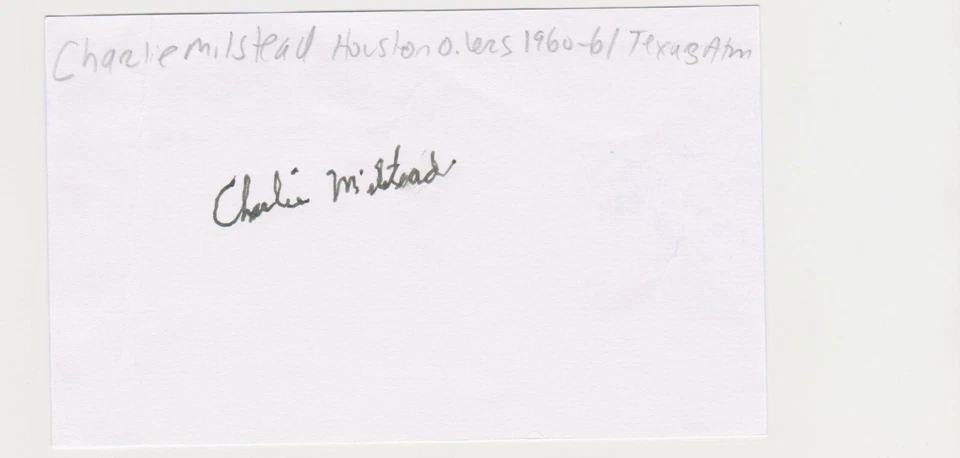 Charlie Milstead Houston Oilers 1960-61 Texas A+m
Charlie Milstead